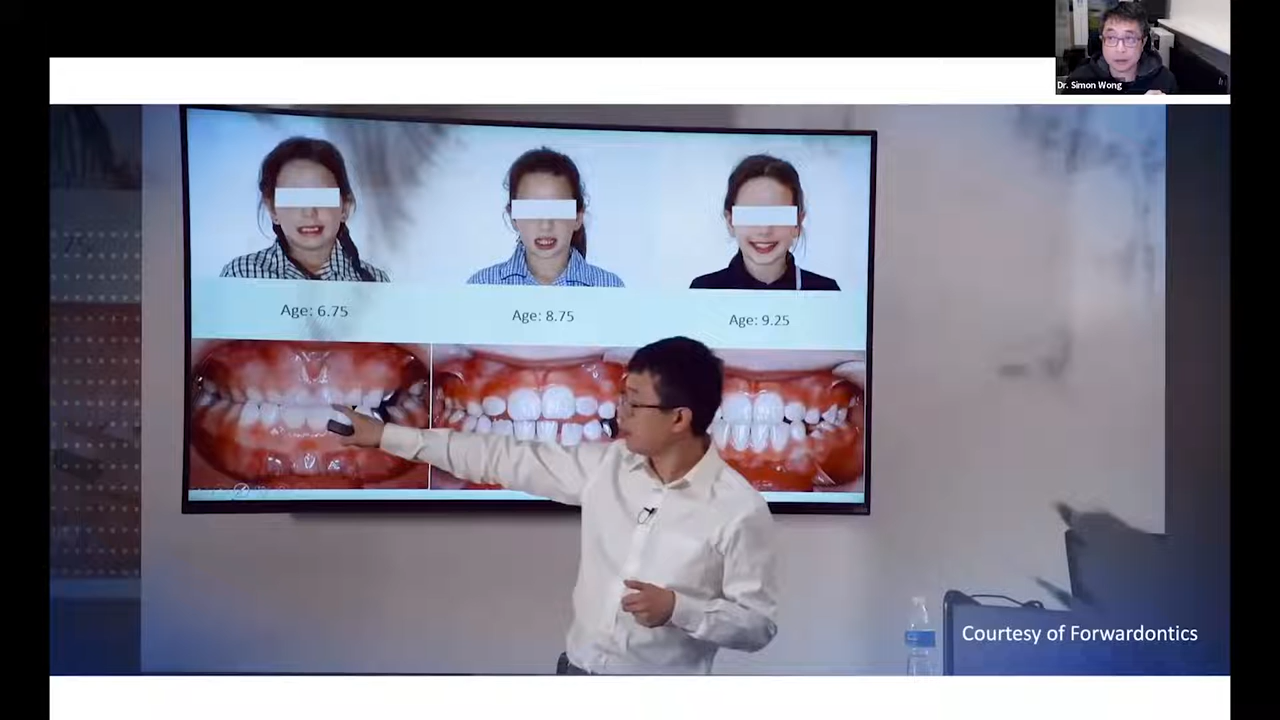 Dr. Simon Wong
Age: 6.75
Age: 8.75
Age: 9.25
Courtesy of Forwardontics